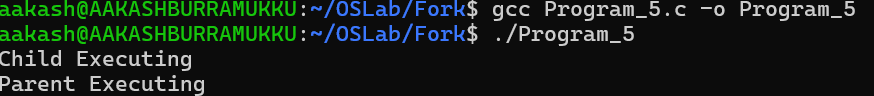 aakash@AAKASHBURRAMUKKU:~/OSLab/Fork$ gcc Program_5.c -o Program_5
aakash@AAKASHBURRAMUKKU:~/OSLab/Fork$ ./Program_5
Child Executing
Parent Executing